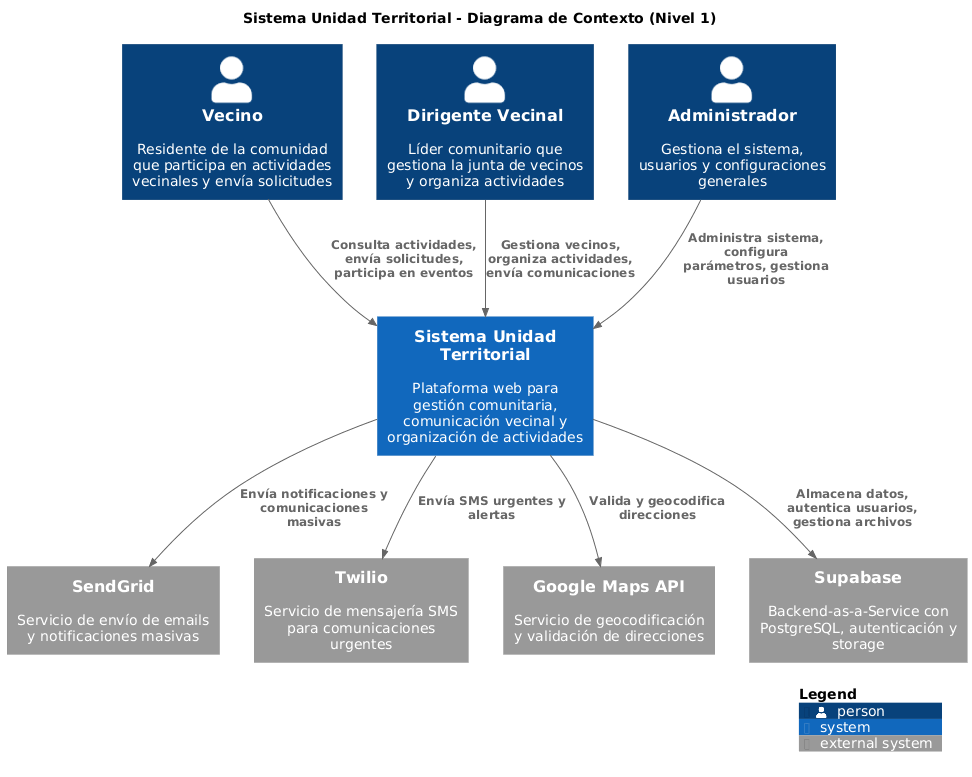 Sistema Unidad Territorial - Diagrama de Contexto (Nivel 1)
Vecino
Residente de la comunidad
que participa en actividades
vecinales y envía solicitudes
Dirigente Vecinal
Líder comunitario que
gestiona la junta de vecinos
y organiza actividades
Administrador
Gestiona el sistema,
usuarios y configuraciones
generales
Consulta actividades,
envía solicitudes,
participa en eventos
Gestiona vecinos,
organiza actividades,
envía comunicaciones
Administra sistema,
configura
parámetros, gestiona
usuarios
Sistema Unidad
Territorial
Plataforma web para
gestión comunitaria,
comunicación vecinal y
organización de actividades
Envía notificaciones y
comunicaciones
masivas
Envía SMS urgentes y
alertas
Valida y geocodifica
direcciones
Almacena datos,
autentica usuarios,
gestiona archivos
SendGrid
Servicio de envío de emails
y notificaciones masivas
Twilio
Servicio de mensajería SMS
para comunicaciones
urgentes
Google Maps API
Servicio de geocodificación
y validación de direcciones
Supabase
Backend-as-a-Service con
PostgreSQL, autenticación y
storage
Legend
person
system
external system